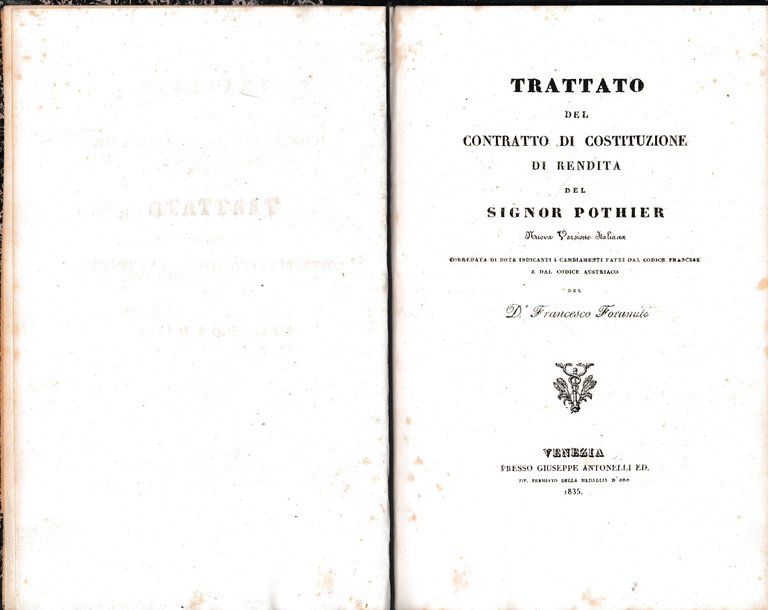 TRATTATO
DEL
CONTRATTO DI COSTITUZIONE
DI RENDITA
DEL
SIGNOR POTHIER
Nuova Versione Italiana
CORREDATA DI NOTE INDICANTI I CAMBIAMENTI FATTI DAL CODICE FRANCESE
E DAL CODICE AUSTRIACO
DEL
D.r Francesco Foramiti
VENEZIA
PRESSO GIUSEPPE ANTONELLI ED.
TIP. PREMIATO DELLA MEDAGLIA D'ORO
1835.